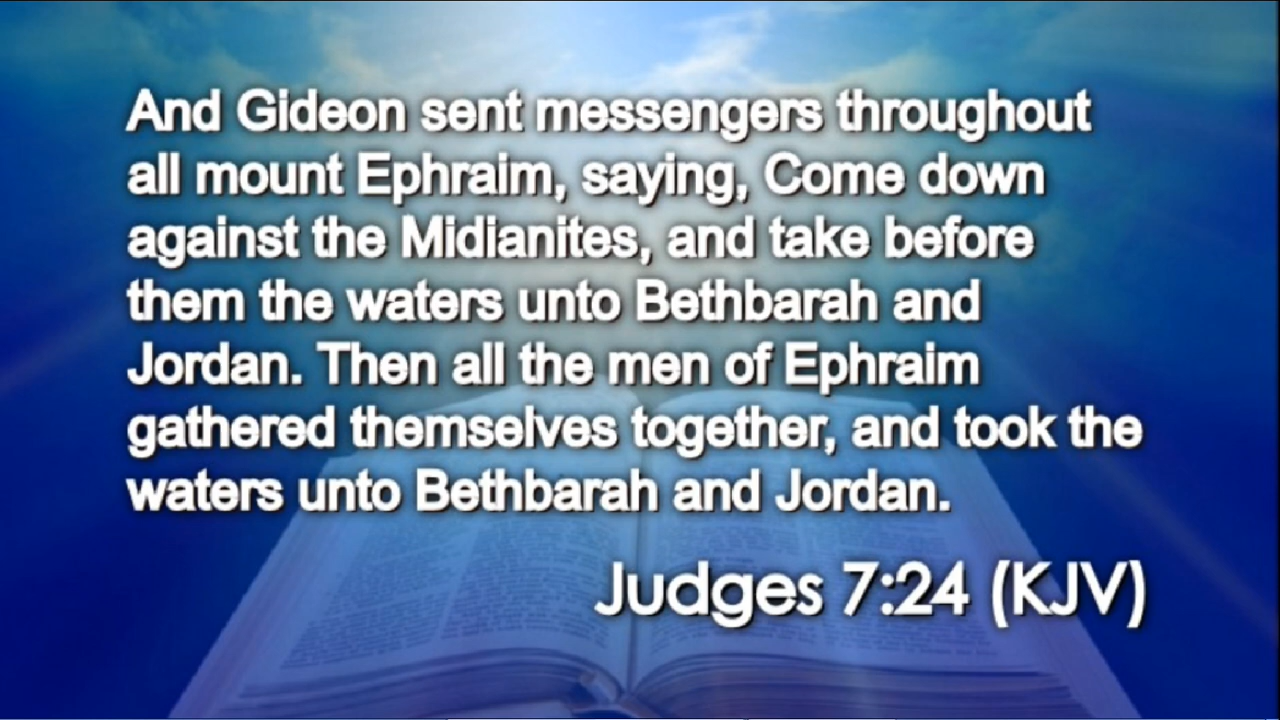 And Gideon sent messengers throughout
all mount Ephraim, saying, Come down
against the Midianites, and take before
them the waters unto Bethbarah and
Jordan. Then all the men of Ephraim
gathered themselves together, and took the
waters unto Bethbarah and Jordan.
Judges 7:24 (KJV)